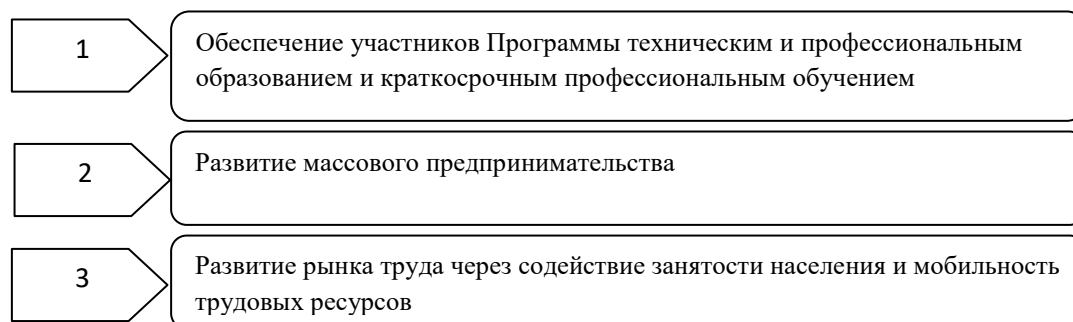 1
Обеспечение участников Программы техническим и профессиональным
образованием и краткосрочным профессиональным обучением
2
Развитие массового предпринимательства
3
Развитие рынка труда через содействие занятости населения и мобильность
трудовых ресурсов